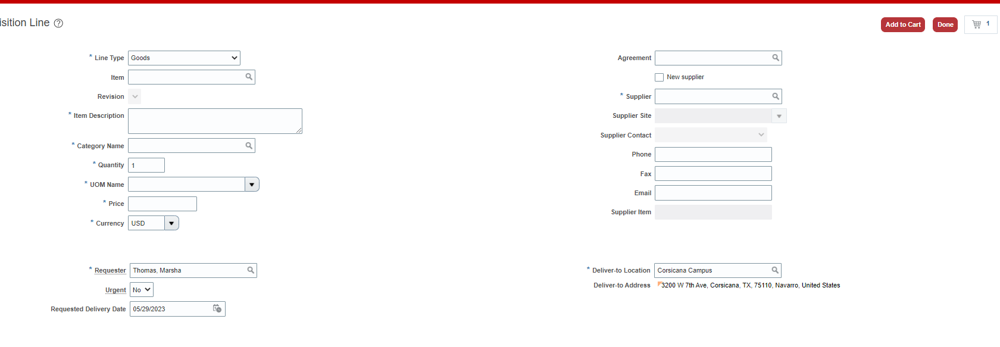 isition Line ?
Add to Cart
Done
1
* Line Type Goods
Item
Revision
* Item Description
* Category Name
* Quantity 1
* UOM Name
* Price
* Currency USD
Agreement
New supplier
* Supplier
Supplier Site
Supplier Contact
Phone
Fax
Email
Supplier Item
* Requester Thomas, Marsha
Urgent No
Requested Delivery Date 05/29/2023
* Deliver-to Location Corsicana Campus
Deliver-to Address 3200 W 7th Ave, Corsicana, TX, 75110, Navarro, United States